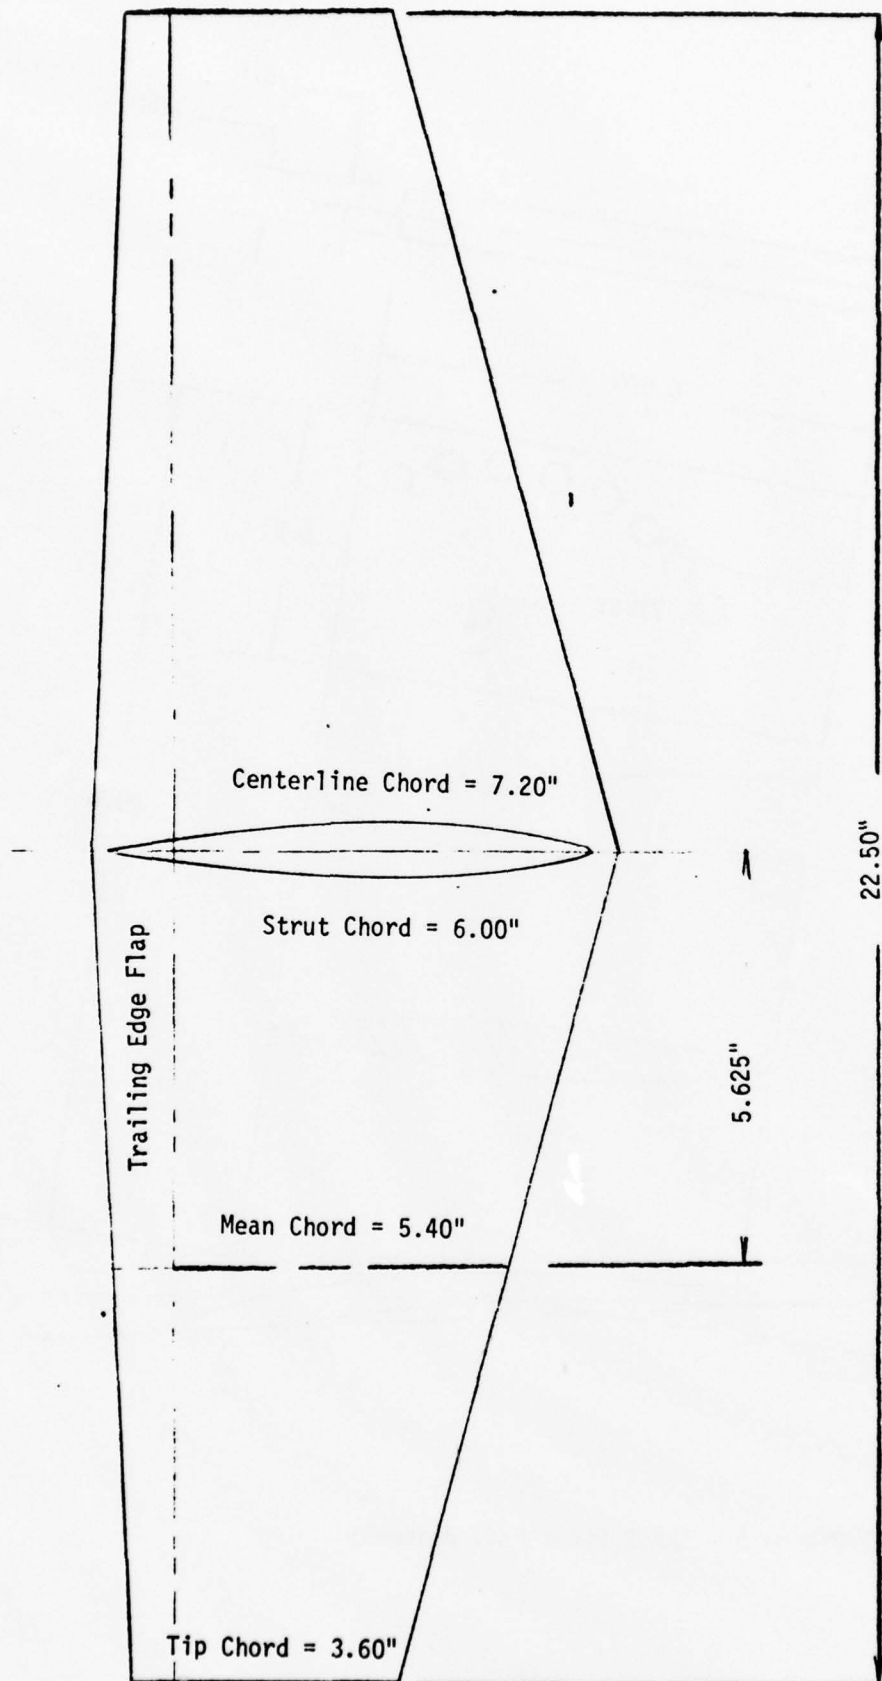 Centerline Chord = 7.20"
22.50"
Strut Chord = 6.00"
Trailing Edge Flap
5.625"
Mean Chord = 5.40"
Tip Chord = 3.60"